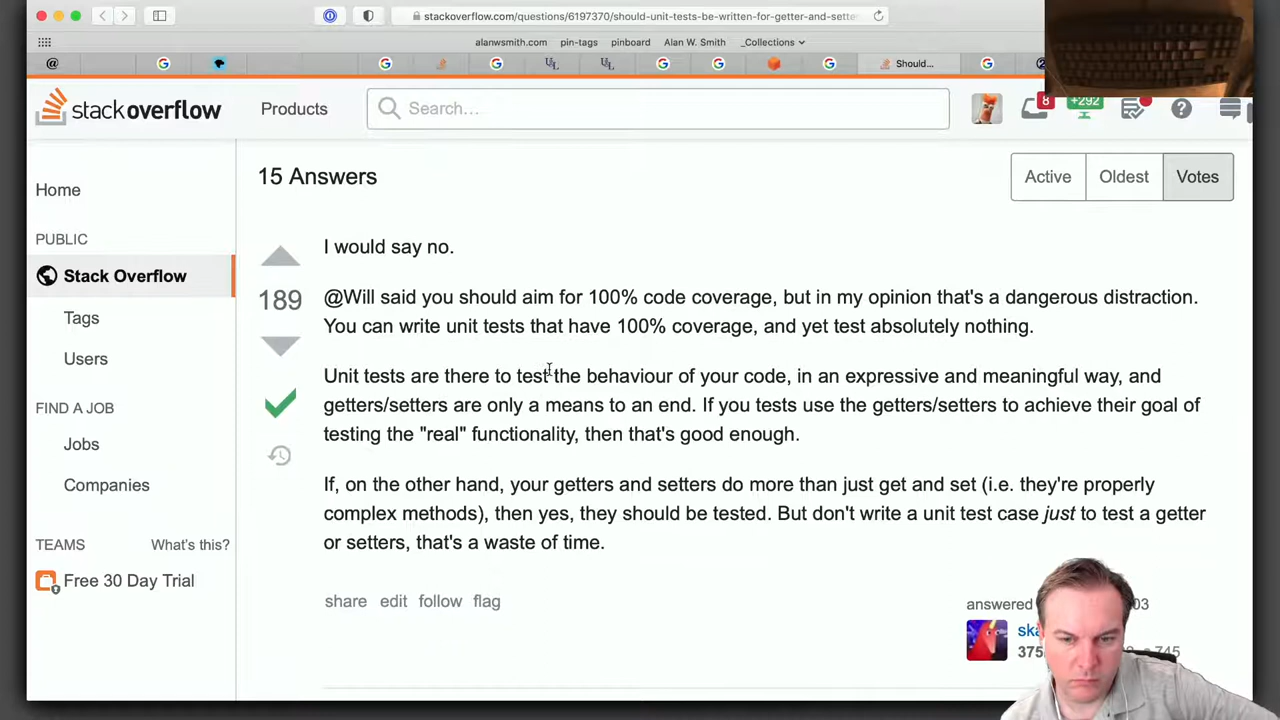 stackoverflow.com/questions/6197370/should-unit-tests-be-written-for-getter-and-sette
alanwsmith.com pin-tags pinboard Alan W. Smith _Collections
@ Should...
stackoverflow Products Search... 8 +292 ?
15 Answers Active Oldest Votes
Home
PUBLIC
Stack Overflow
Tags
Users
FIND A JOB
Jobs
Companies
TEAMS What's this?
Free 30 Day Trial
I would say no.
189
@Will said you should aim for 100% code coverage, but in my opinion that's a dangerous distraction.
You can write unit tests that have 100% coverage, and yet test absolutely nothing.
Unit tests are there to test the behaviour of your code, in an expressive and meaningful way, and
getters/setters are only a means to an end. If you tests use the getters/setters to achieve their goal of
testing the "real" functionality, then that's good enough.
If, on the other hand, your getters and setters do more than just get and set (i.e. they're properly
complex methods), then yes, they should be tested. But don't write a unit test case just to test a getter
or setters, that's a waste of time.
share edit follow flag
answered 03
745